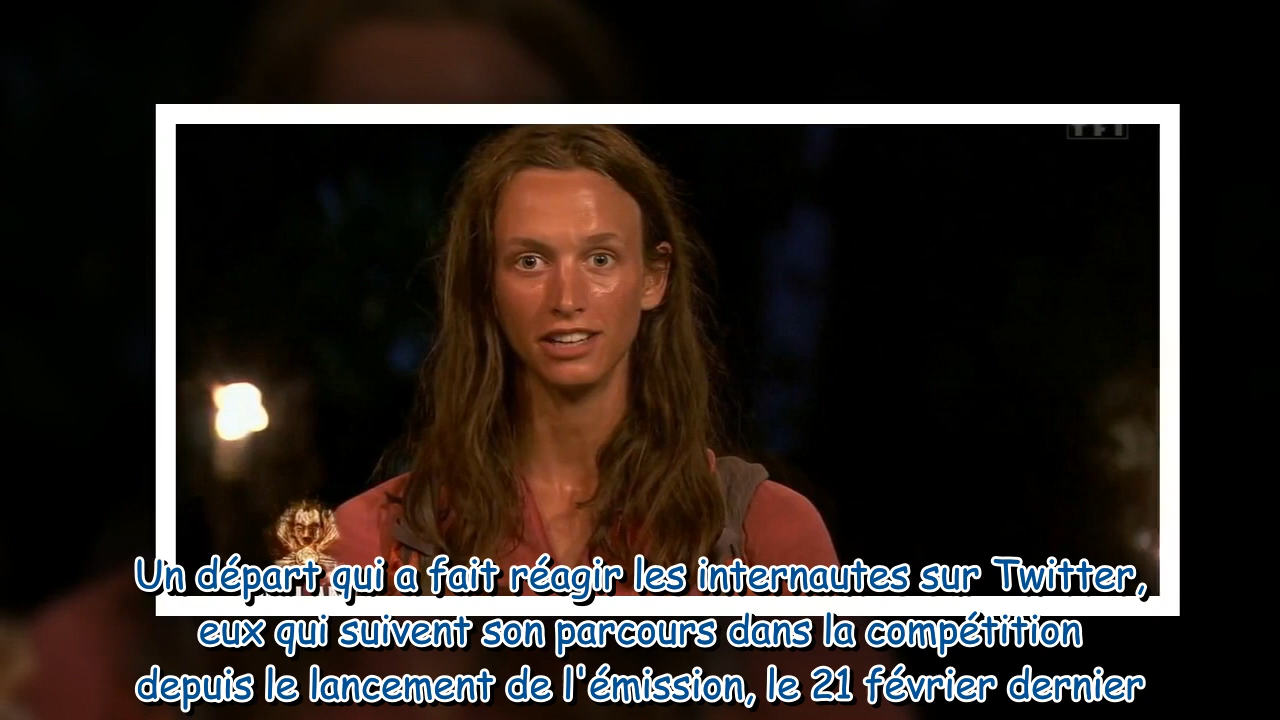 TF1
Un départ qui a fait réagir les internautes sur Twitter,
eux qui suivent son parcours dans la compétition
depuis le lancement de l'émission, le 21 février dernier